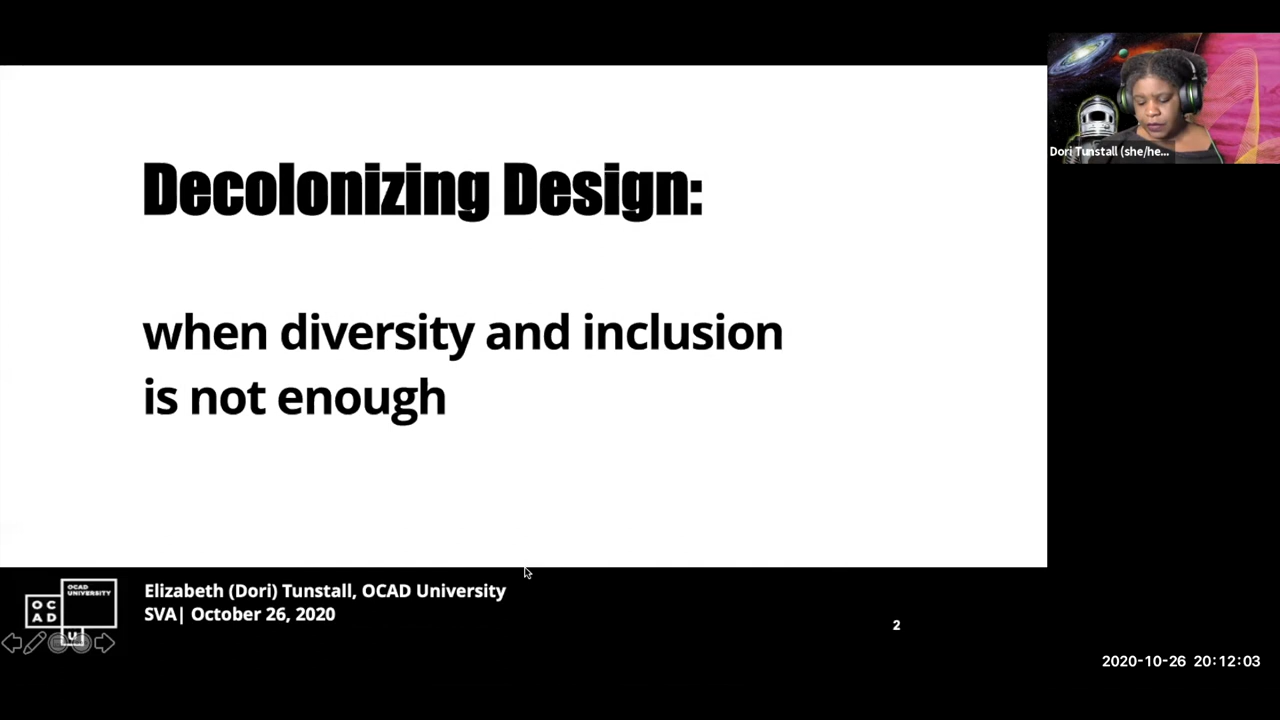 Decolonizing Design:
when diversity and inclusion
is not enough
Dori Tunstall (she/he...
OCAD
UNIVERSITY
OC
AD
U
Elizabeth (Dori) Tunstall, OCAD University
SVA| October 26, 2020
2
2020-10-26 20:12:03